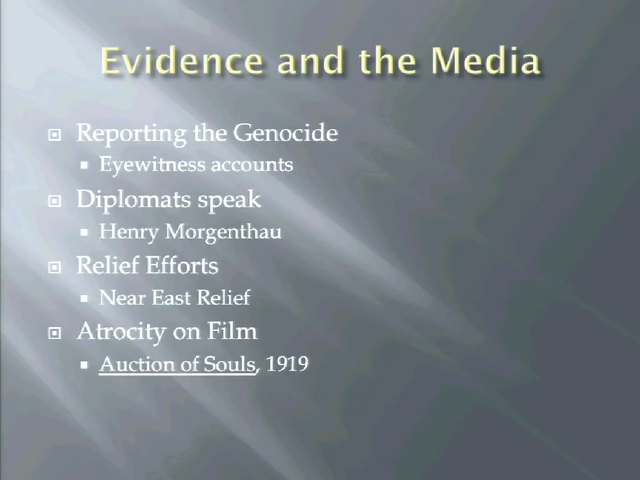 Evidence and the Media
Reporting the Genocide
Eyewitness accounts
Diplomats speak
Henry Morgenthau
Relief Efforts
Near East Relief
Atrocity on Film
Auction of Souls, 1919